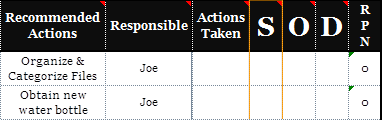 Recommended Actions Responsible Actions Taken S O D R P N
Organize & Categorize Files Joe 0
Obtain new water bottle Joe 0